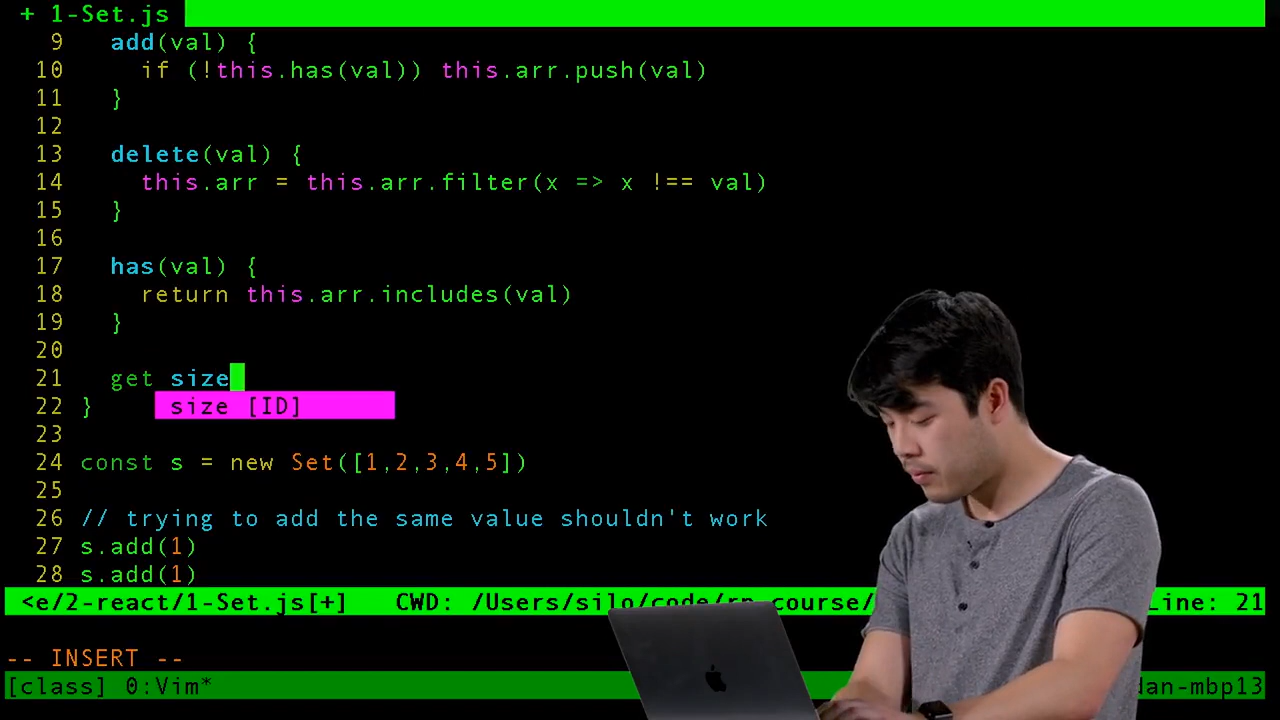 + 1-Set.js
9 add(val) {
10 if (!this.has(val)) this.arr.push(val)
11 }
12
13 delete(val) {
14 this.arr = this.arr.filter(x => x !== val)
15 }
16
17 has(val) {
18 return this.arr.includes(val)
19 }
20
21 get size
22 } size [ID]
23
24 const s = new Set([1,2,3,4,5])
25
26 // trying to add the same value shouldn't work
27 s.add(1)
28 s.add(1)
<e/2-react/1-Set.js[+] CWD: /Users/silo/code/rn-course/ Line: 21
-- INSERT --
[class] 0:Vim* dan-mbp13